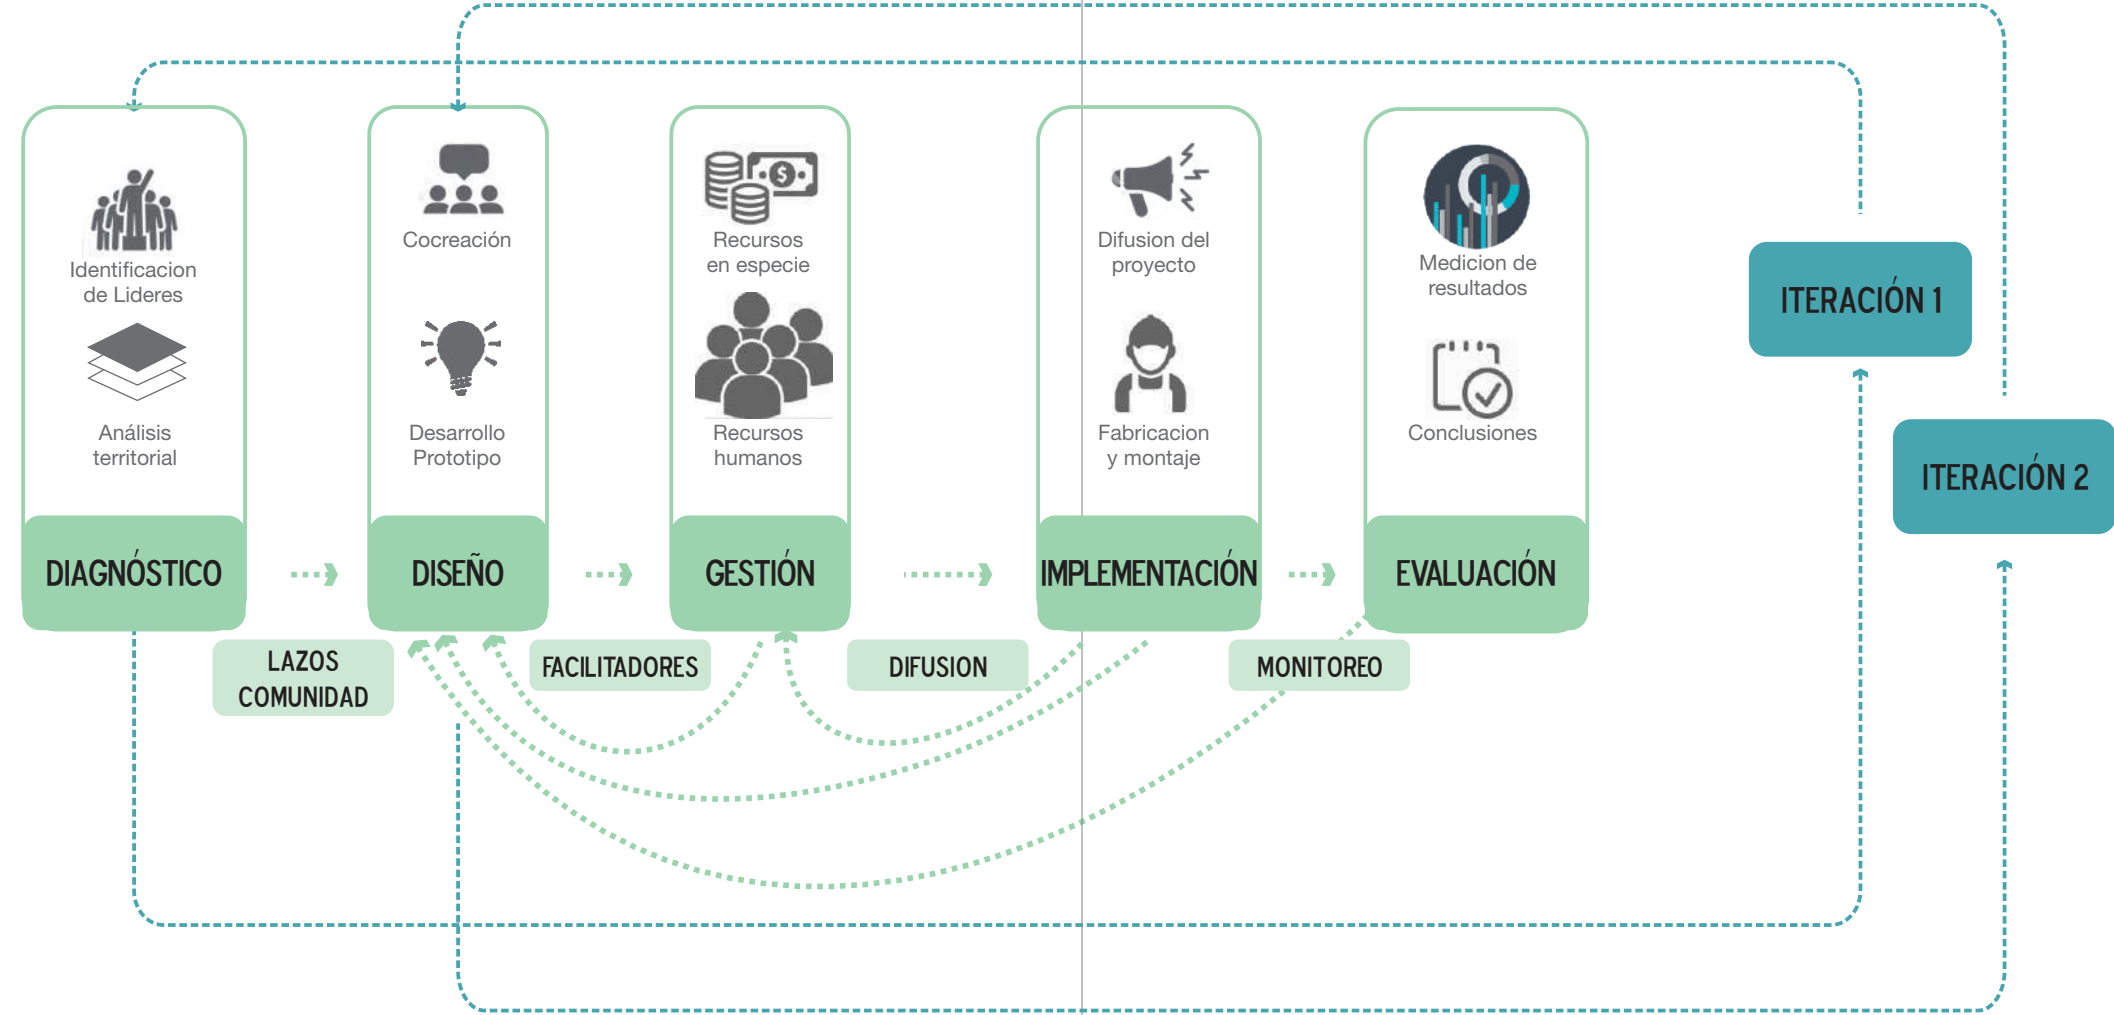 Identificacion
de Lideres
Análisis
territorial
DIAGNÓSTICO
LAZOS
COMUNIDAD
Cocreación
Desarrollo
Prototipo
DISEÑO
FACILITADORES
Recursos
en especie
Recursos
humanos
GESTIÓN
DIFUSION
Difusion del
proyecto
Fabricacion
y montaje
IMPLEMENTACIÓN
MONITOREO
Medicion de
resultados
Conclusiones
EVALUACIÓN
ITERACIÓN 1
ITERACIÓN 2